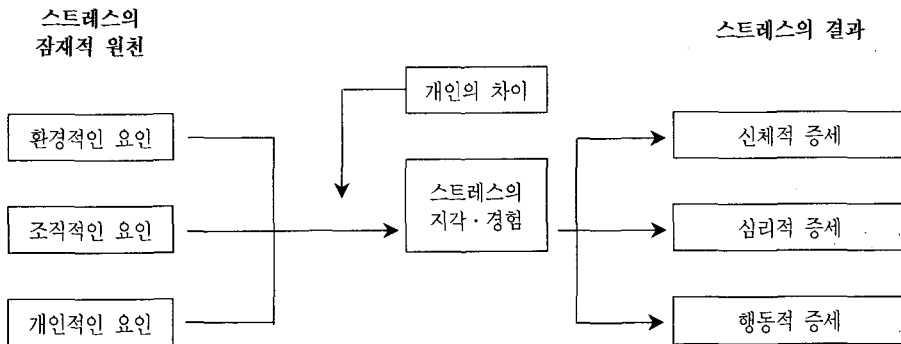 스트레스의
잠재적 원천
스트레스의 결과
개인의 차이
환경적인 요인
신체적 증세
스트레스의
지각·경험
조직적인 요인
심리적 증세
개인적인 요인
행동적 증세